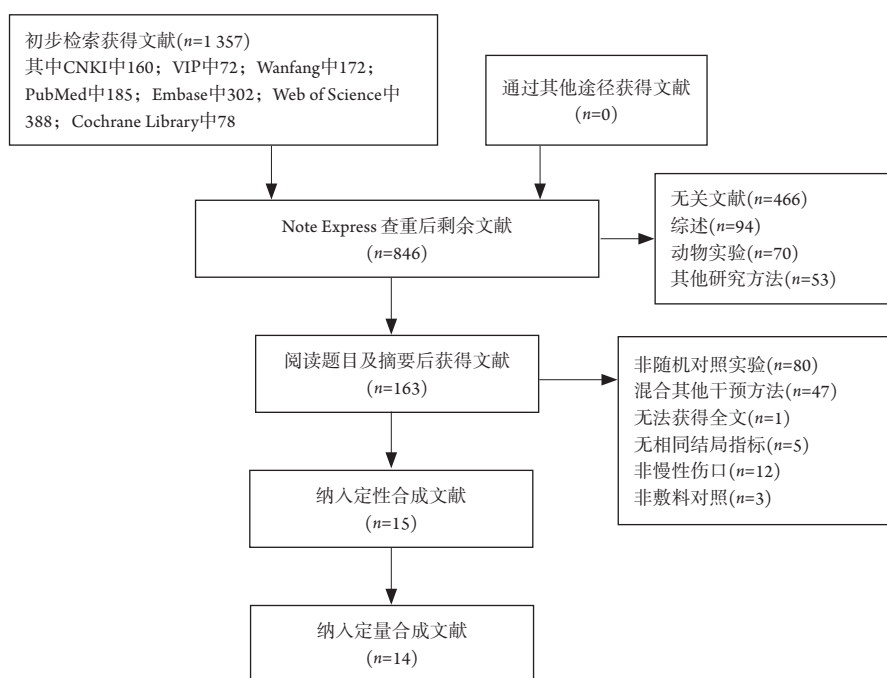 初步检索获得文献(n=1 357)
其中CNKI中160；VIP中72；Wanfang中172；
PubMed中185；Embase中302；Web of Science中
388；Cochrane Library中78
通过其他途径获得文献
(n=0)
Note Express 查重后剩余文献
(n=846)
无关文献(n=466)
综述(n=94)
动物实验(n=70)
其他研究方法(n=53)
阅读题目及摘要后获得文献
(n=163)
非随机对照实验(n=80)
混合其他干预方法(n=47)
无法获得全文(n=1)
无相同结局指标(n=5)
非慢性伤口(n=12)
非敷料对照(n=3)
纳入定性合成文献
(n=15)
纳入定量合成文献
(n=14)